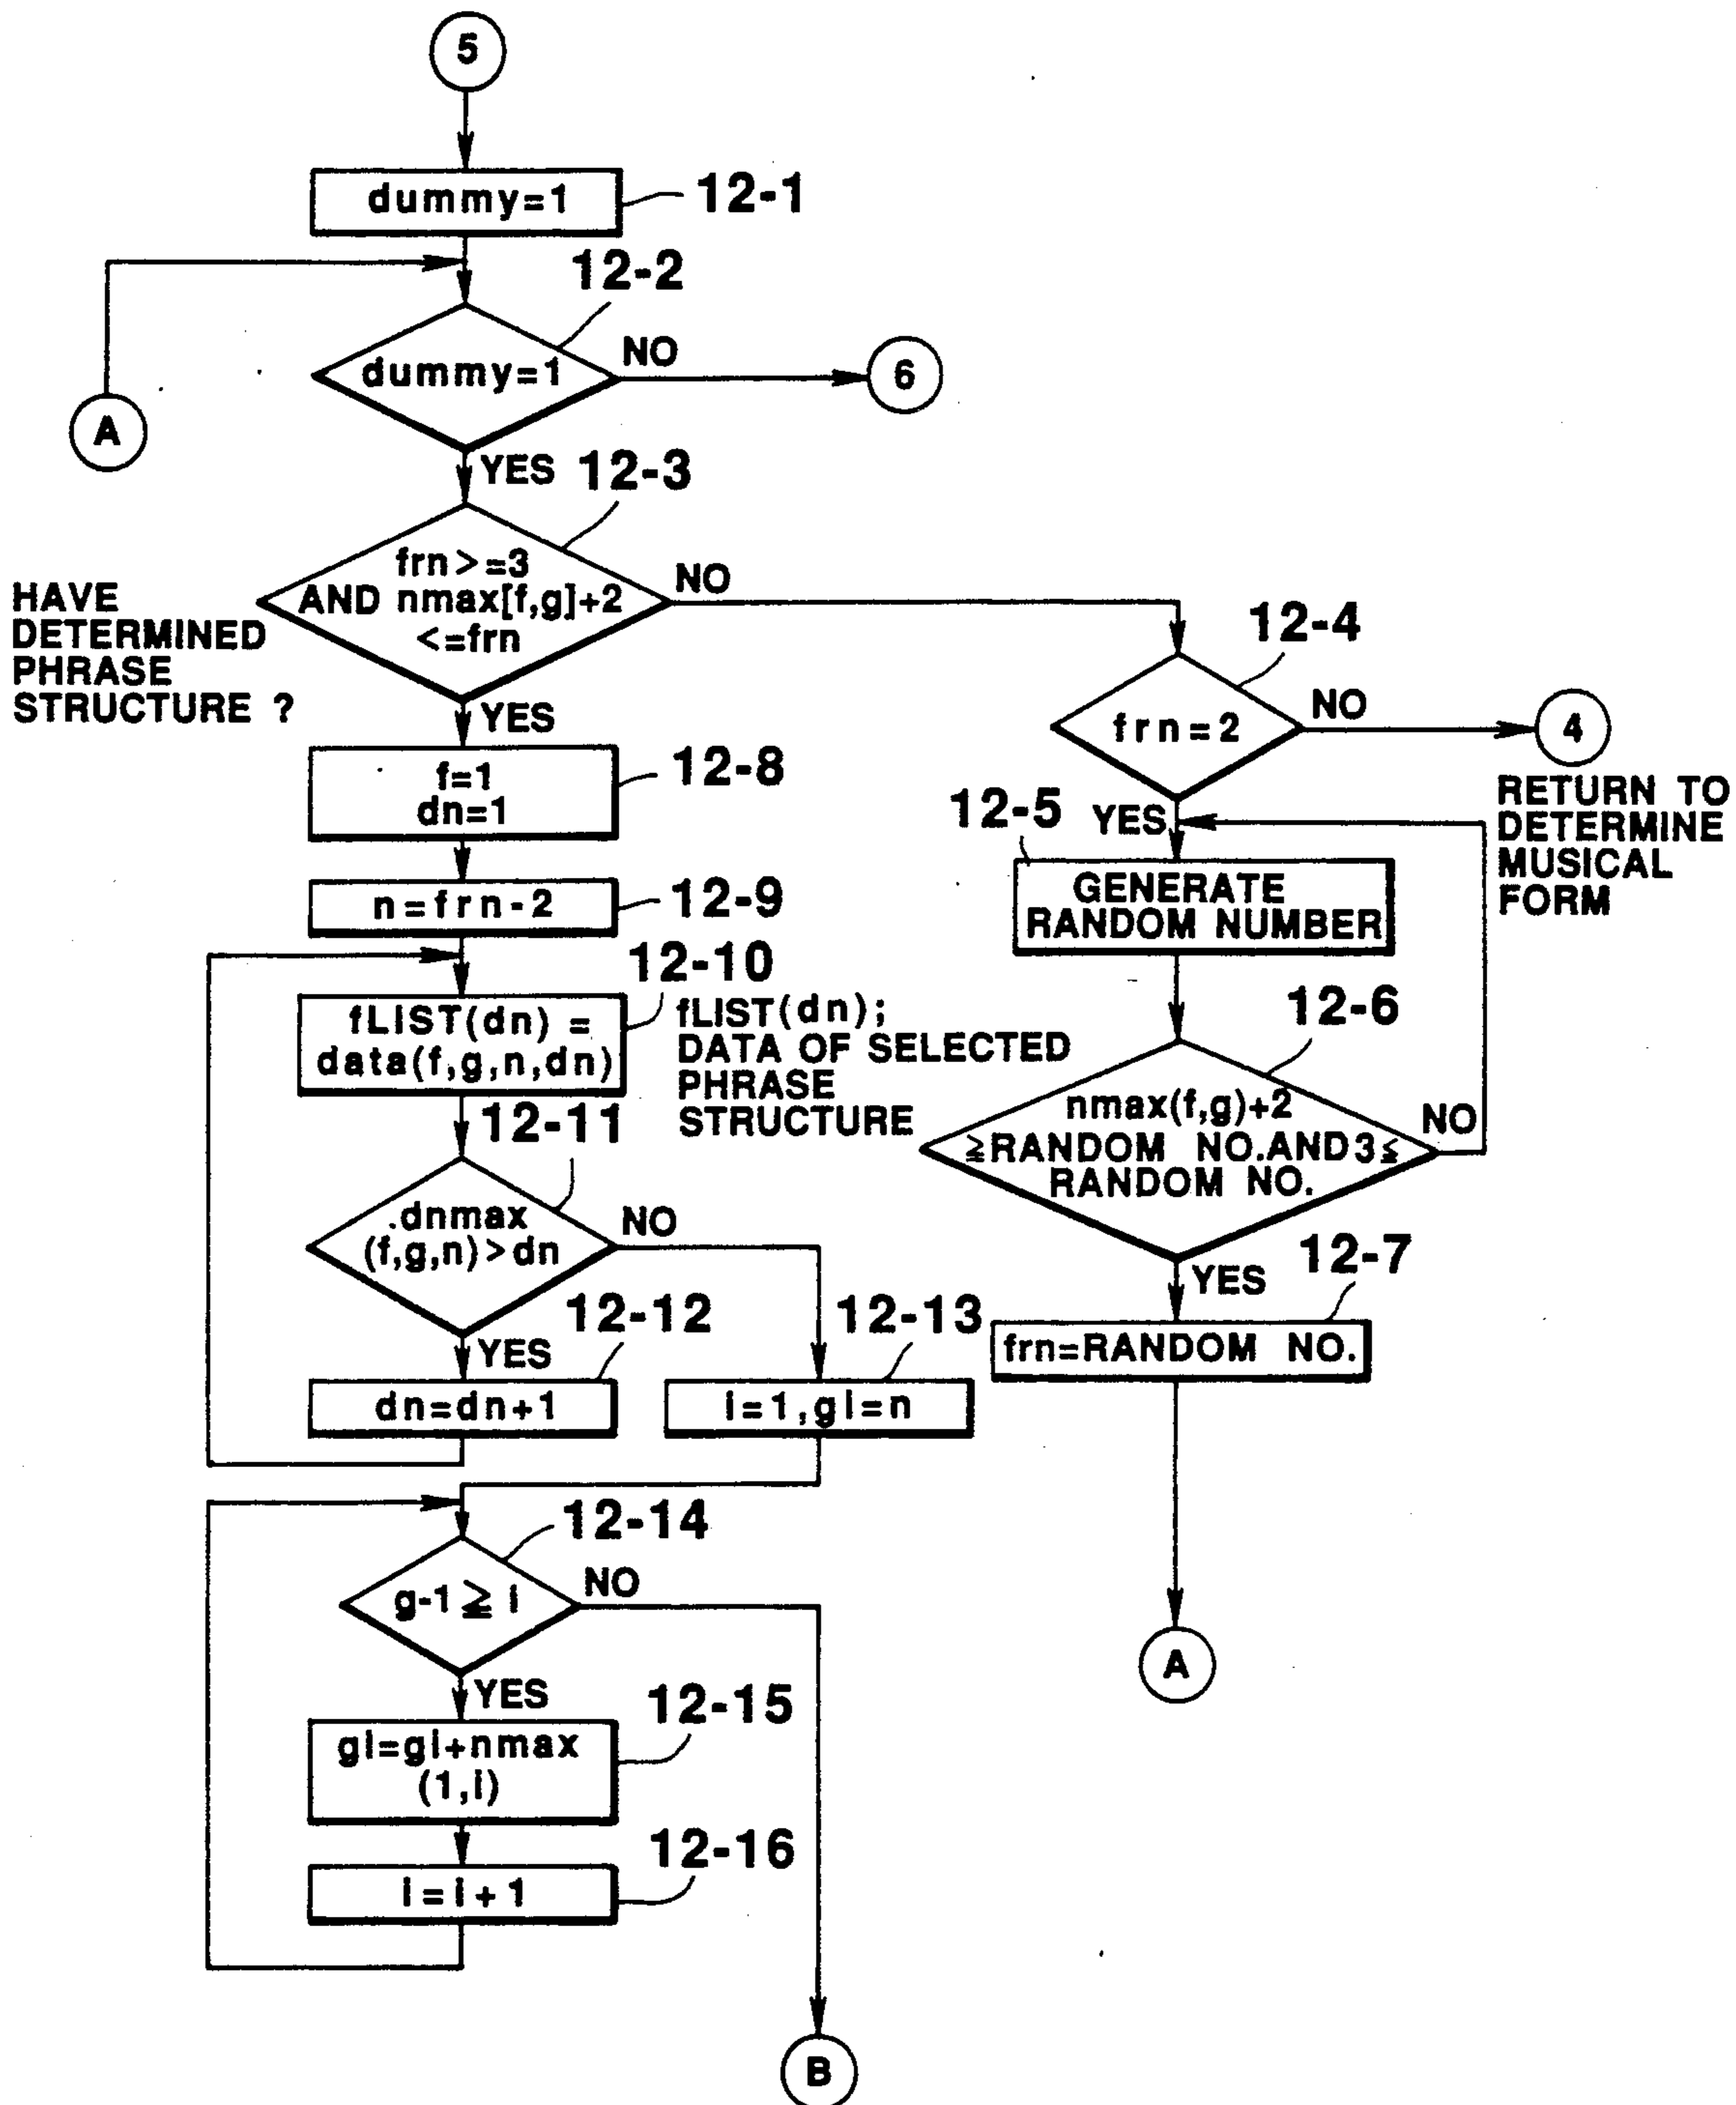 5
dummy=1
12-1
12-2
dummy=1
NO
6
A
YES
12-3
HAVE
DETERMINED
PHRASE
STRUCTURE ?
frn>=3
AND nmax[f,g]+2
<=frn
NO
12-4
frn=2
NO
4
RETURN TO
DETERMINE
MUSICAL
FORM
YES
f=1
dn=1
12-8
12-5
YES
GENERATE
RANDOM NUMBER
n=frn-2
12-9
12-10
fLIST(dn) =
data(f,g,n,dn)
fLIST(dn);
DATA OF SELECTED
PHRASE
STRUCTURE
12-6
nmax(f,g)+2
≧RANDOM NO.AND3≦
RANDOM NO.
NO
12-11
.dnmax
(f,g,n)>dn
NO
12-7
YES
frn=RANDOM NO.
12-12
YES
dn=dn+1
12-13
i=1,gi=n
12-14
g-1≧i
NO
A
YES
12-15
gi=gi+nmax
(1,i)
12-16
i=i+1
B